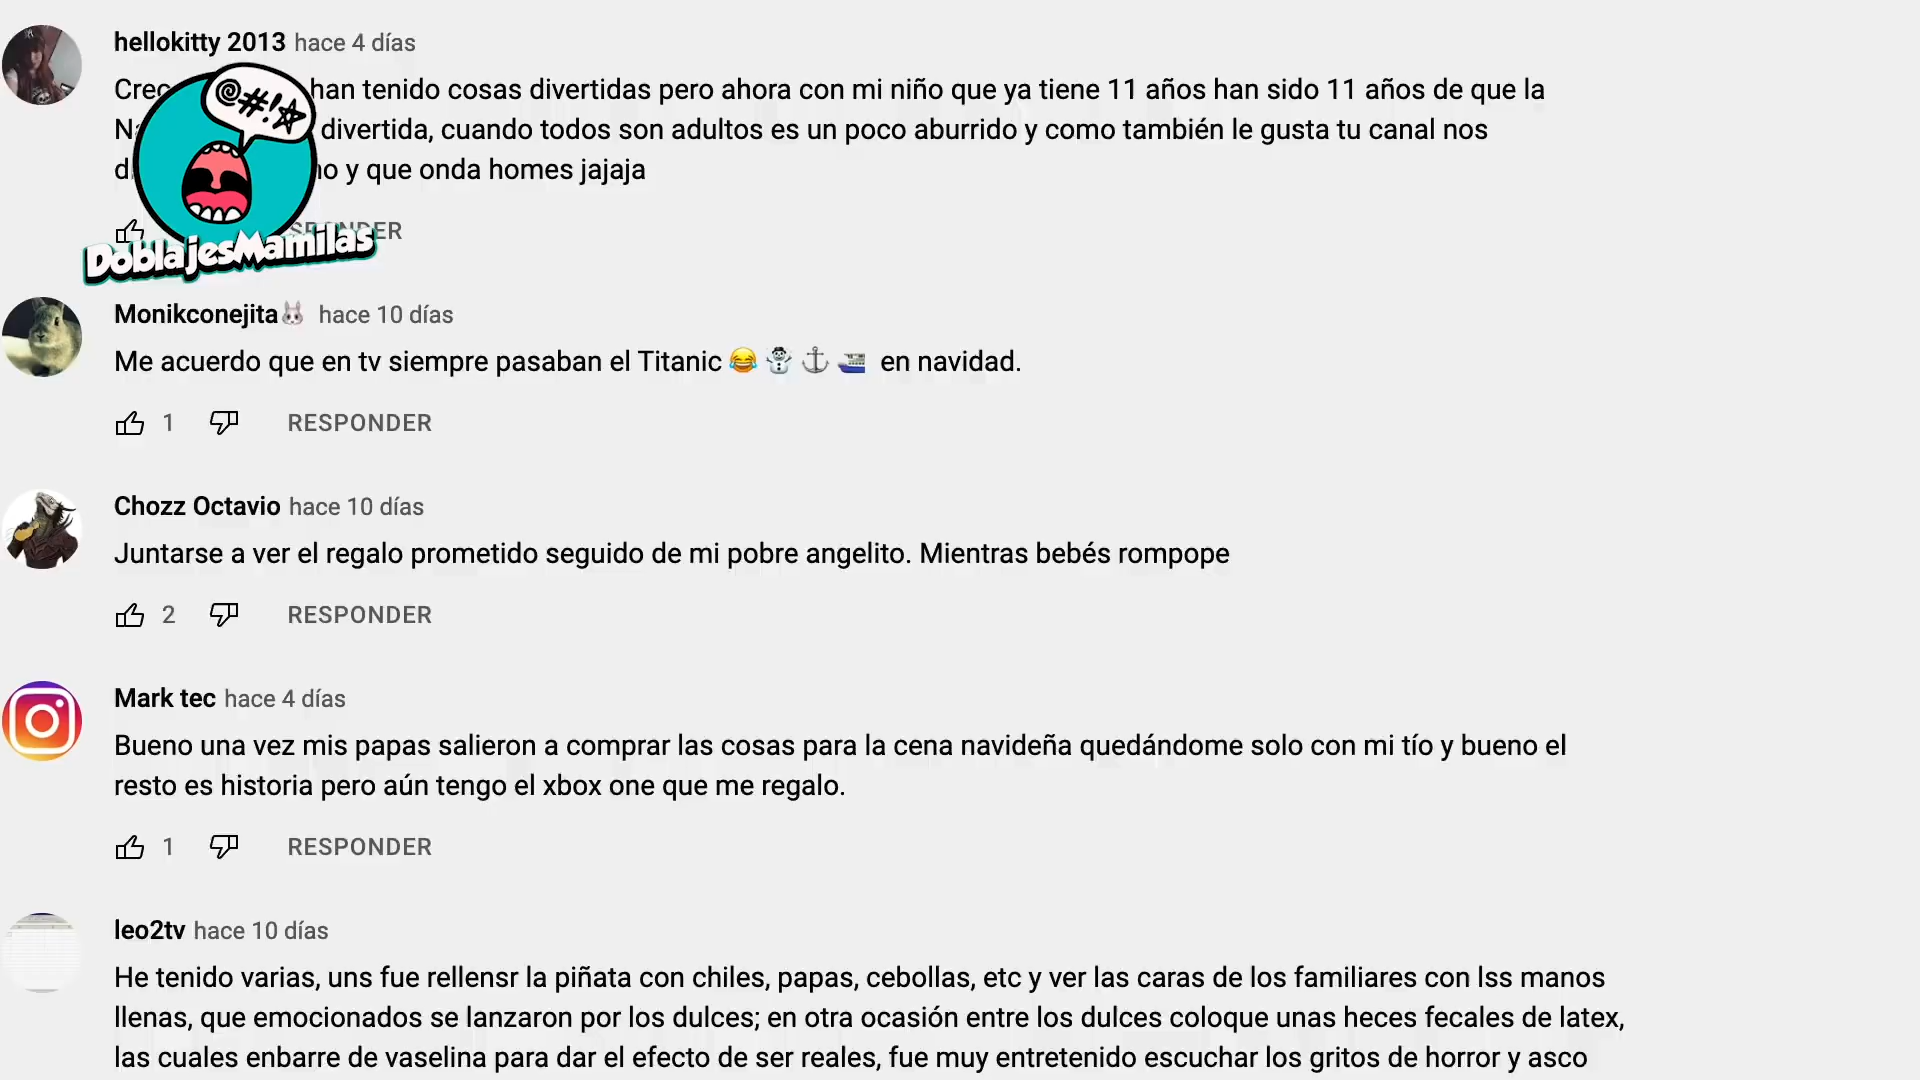 hellokitty 2013 hace 4 días
han tenido cosas divertidas pero ahora con mi niño que ya tiene 11 años han sido 11 años de que la
divertida, cuando todos son adultos es un poco aburrido y como también le gusta tu canal nos
y que onda homes jajaja
@#!
DoblajesMamilas
Monikconejita🐰 hace 10 días
Me acuerdo que en tv siempre pasaban el Titanic 😂⛄⚓🛳 en navidad.
1 RESPONDER
Chozz Octavio hace 10 días
Juntarse a ver el regalo prometido seguido de mi pobre angelito. Mientras bebés rompope
2 RESPONDER
Mark tec hace 4 días
Bueno una vez mis papas salieron a comprar las cosas para la cena navideña quedándome solo con mi tío y bueno el
resto es historia pero aún tengo el xbox one que me regalo.
1 RESPONDER
leo2tv hace 10 días
He tenido varias, uns fue rellensr la piñata con chiles, papas, cebollas, etc y ver las caras de los familiares con lss manos
llenas, que emocionados se lanzaron por los dulces; en otra ocasión entre los dulces coloque unas heces fecales de latex,
las cuales enbarre de vaselina para dar el efecto de ser reales, fue muy entretenido escuchar los gritos de horror y asco